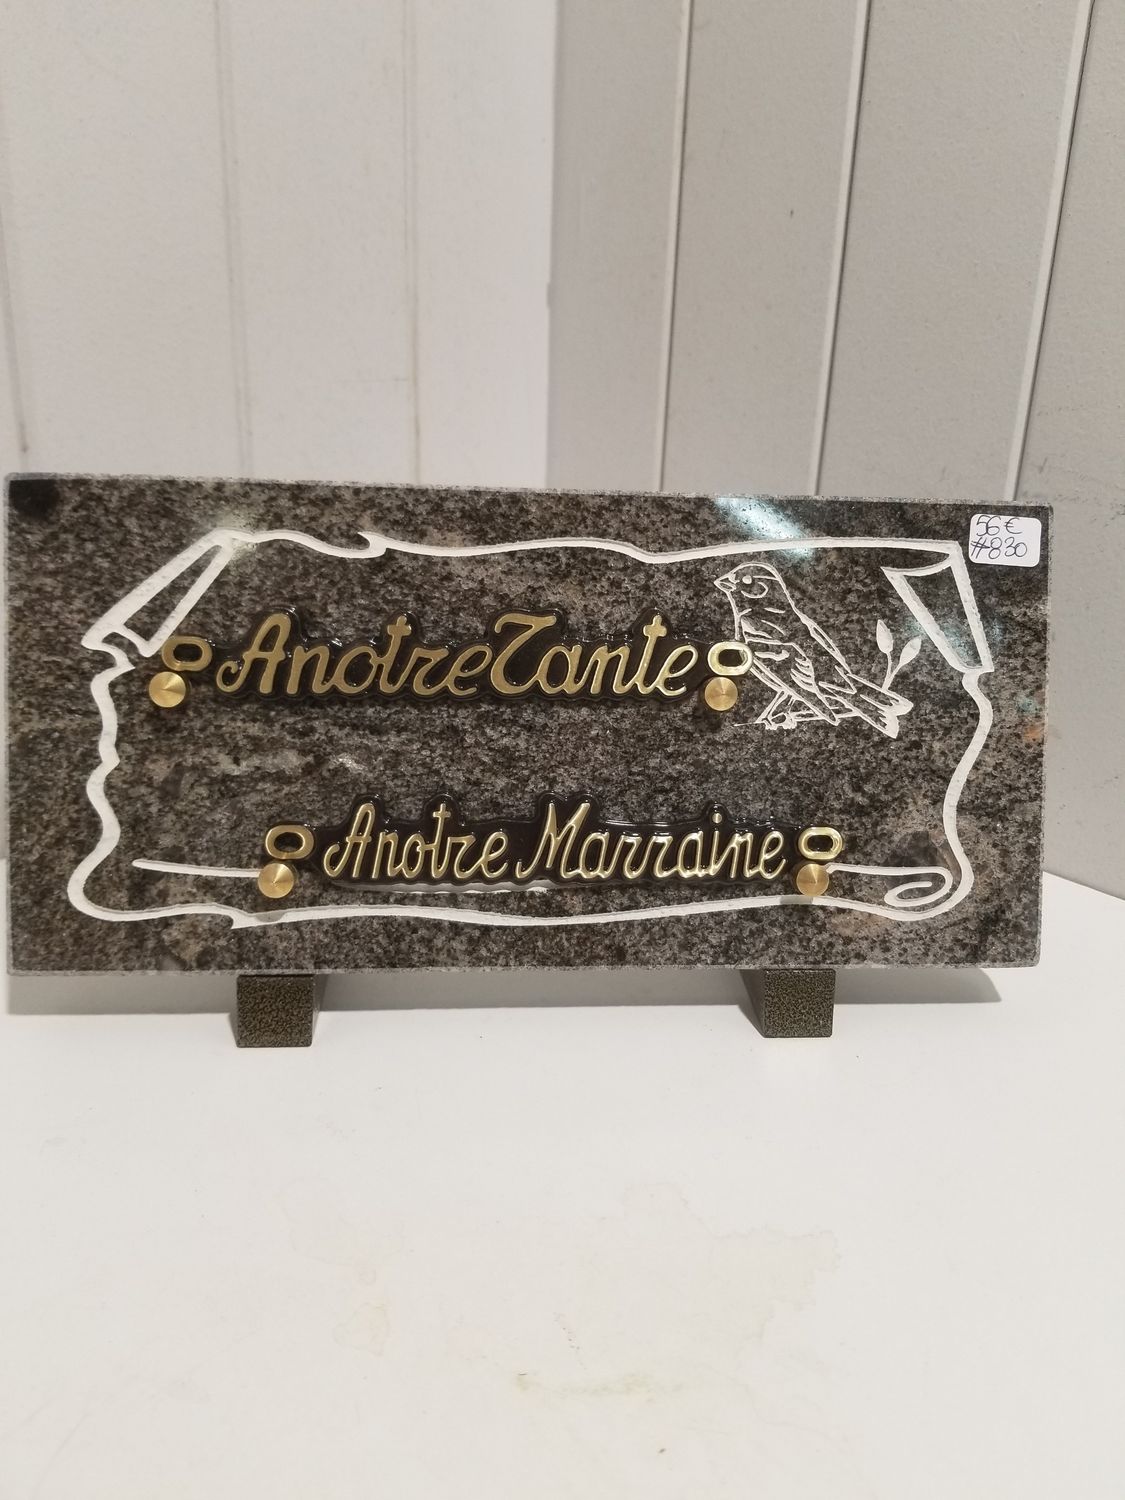 56 €
#830
A notre Tante
A notre Marraine